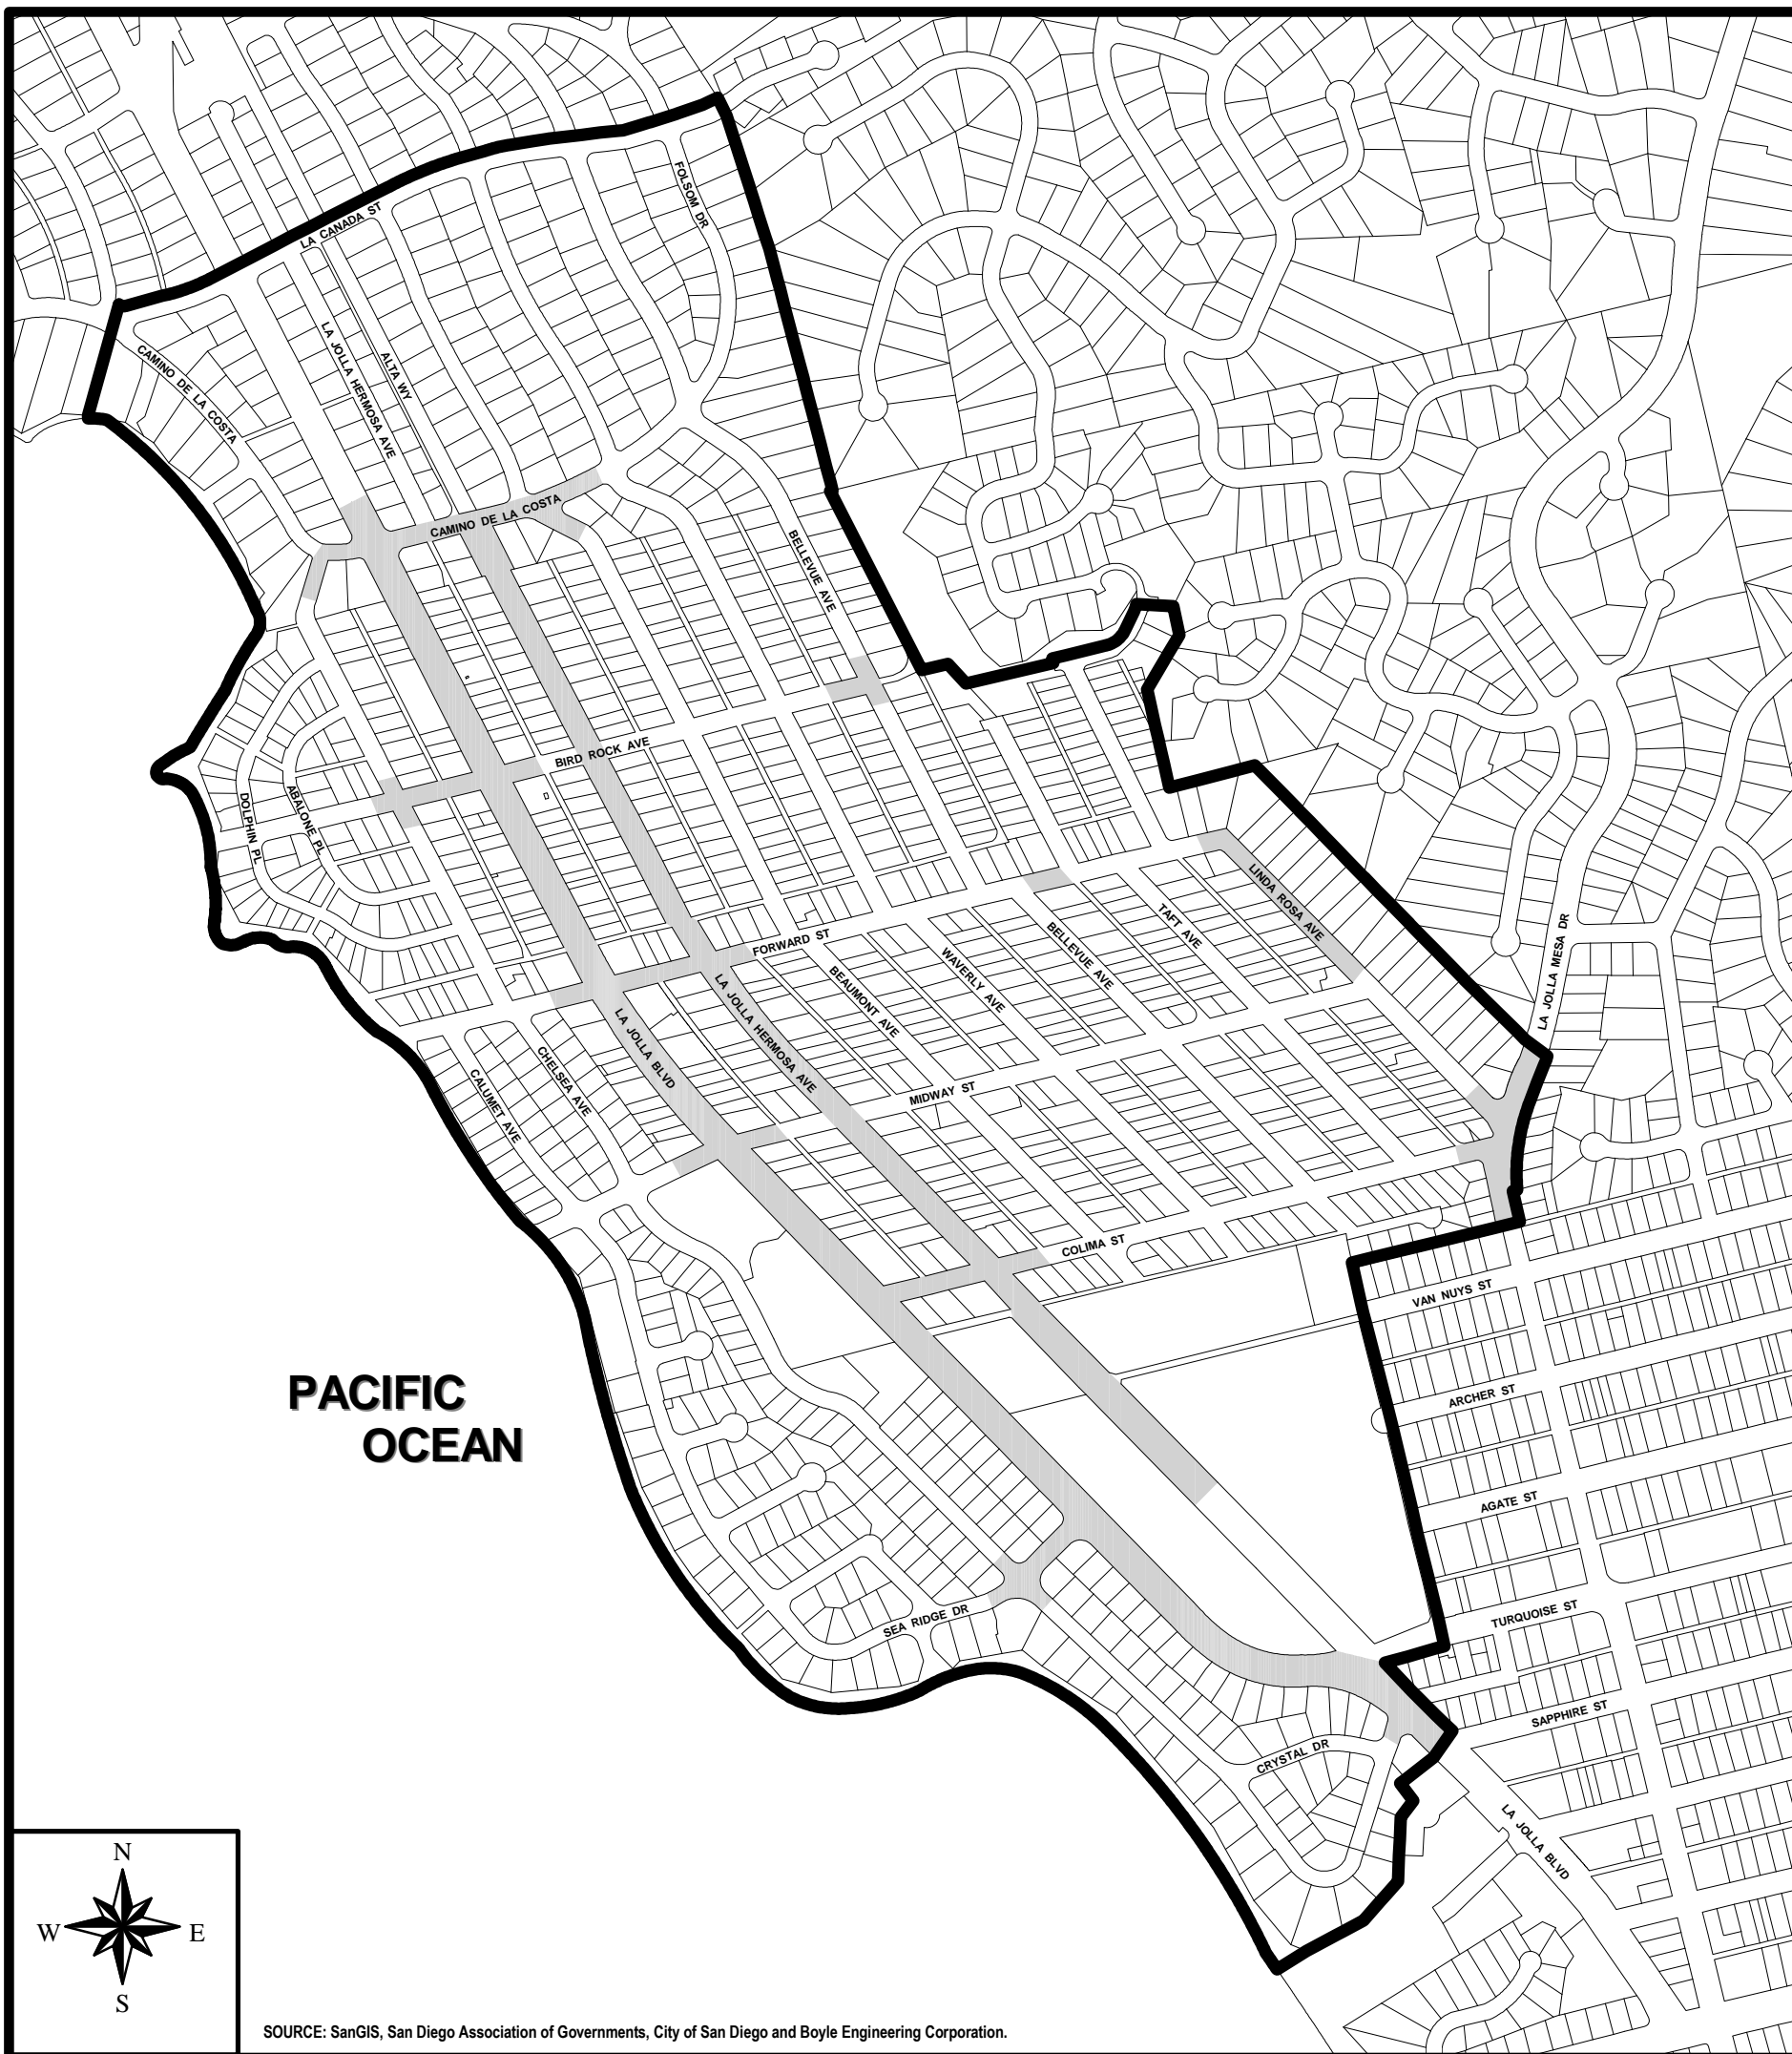 FOLSOM DR
LA CANADA ST
CAMINO DE LA COSTA
LA JOLLA HERMOSA AVE
ALTA WY
CAMINO DE LA COSTA
BELLEVUE AVE
BIRD ROCK AVE
DOLPHIN PL
ABALONE PL
LINDA ROSA AVE
TAFT AVE
BELLEVUE AVE
WAVERLY AVE
FORWARD ST
BEAUMONT AVE
LA JOLLA HERMOSA AVE
LA JOLLA BLVD
LA JOLLA MESA DR
CHELSEA AVE
CALUMET AVE
MIDWAY ST
COLIMA ST
VAN NUYS ST
ARCHER ST
AGATE ST
TURQUOISE ST
SAPPHIRE ST
PACIFIC
OCEAN
SEA RIDGE DR
CRYSTAL DR
LA JOLLA BLVD
N
W E
S
SOURCE: SanGIS, San Diego Association of Governments, City of San Diego and Boyle Engineering Corporation.